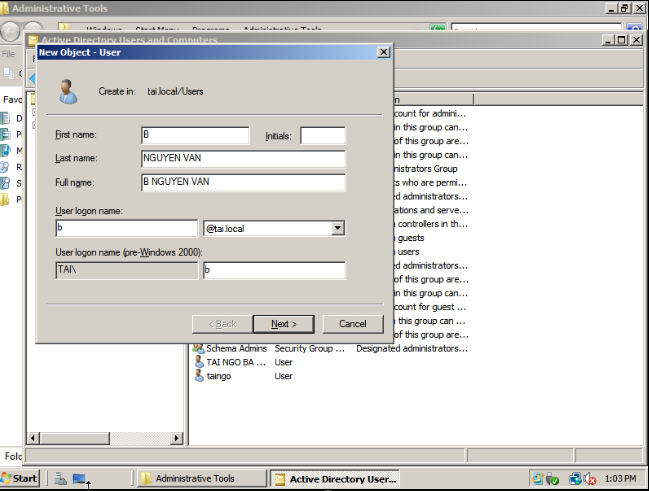 Administrative Tools
Active Directory Users and Computers
File
New Object - User
Create in: tai.local/Users
Favo
First name: B Initials:
Last name: NGUYEN VAN
Full name: B NGUYEN VAN
User logon name:
b @tai.local
User logon name (pre-Windows 2000):
TAI\ b
< Back Next > Cancel
count for admini...
in this group can...
of this group are...
in this group can...
nistrators Group
s who are permi...
ed administrators...
ations and serve...
controllers in th...
guests
users
ed administrators...
of this group are...
in this group can...
count for guest ...
this group can ...
of this group are...
Schema Admins Security Group ... Designated administrators...
TAI NGO BA ... User
taingo User
Folc
Start Administrative Tools Active Directory User... 1:03 PM